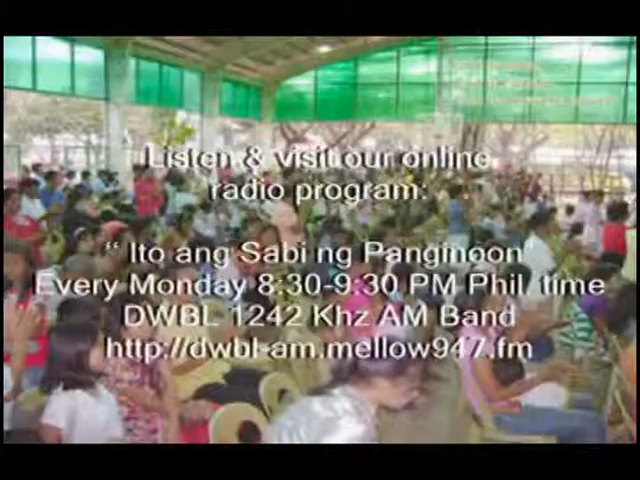 Listen & visit our online
radio program:
“ Ito ang Sabi ng Panginoon
Every Monday 8:30-9:30 PM Phil. time
DWBL 1242 Khz AM Band
http://dwbl-am.mellow947.fm